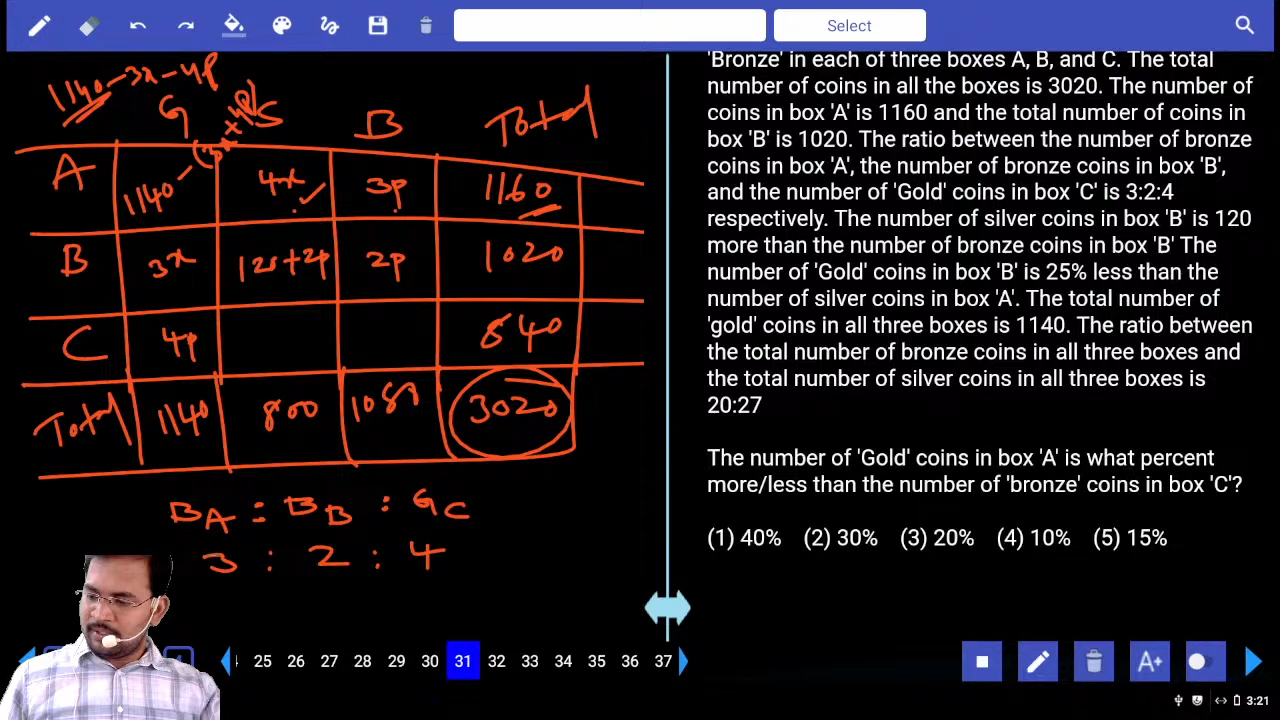 Select
1140-3x-4p
G S B Total
A 1140-(3x+4p) 4x 3p 1160
B 3x 120+2p 2p 1020
C 4p 840
Total 1140 800 1080 3020
BA : BB : GC
3 : 2 : 4
'Bronze' in each of three boxes A, B, and C. The total
number of coins in all the boxes is 3020. The number of
coins in box 'A' is 1160 and the total number of coins in
box 'B' is 1020. The ratio between the number of bronze
coins in box 'A', the number of bronze coins in box 'B',
and the number of 'Gold' coins in box 'C' is 3:2:4
respectively. The number of silver coins in box 'B' is 120
more than the number of bronze coins in box 'B' The
number of 'Gold' coins in box 'B' is 25% less than the
number of silver coins in box 'A'. The total number of
'gold' coins in all three boxes is 1140. The ratio between
the total number of bronze coins in all three boxes and
the total number of silver coins in all three boxes is
20:27
The number of 'Gold' coins in box 'A' is what percent
more/less than the number of 'bronze' coins in box 'C'?
(1) 40% (2) 30% (3) 20% (4) 10% (5) 15%
25 26 27 28 29 30 31 32 33 34 35 36 37
A+
3:21